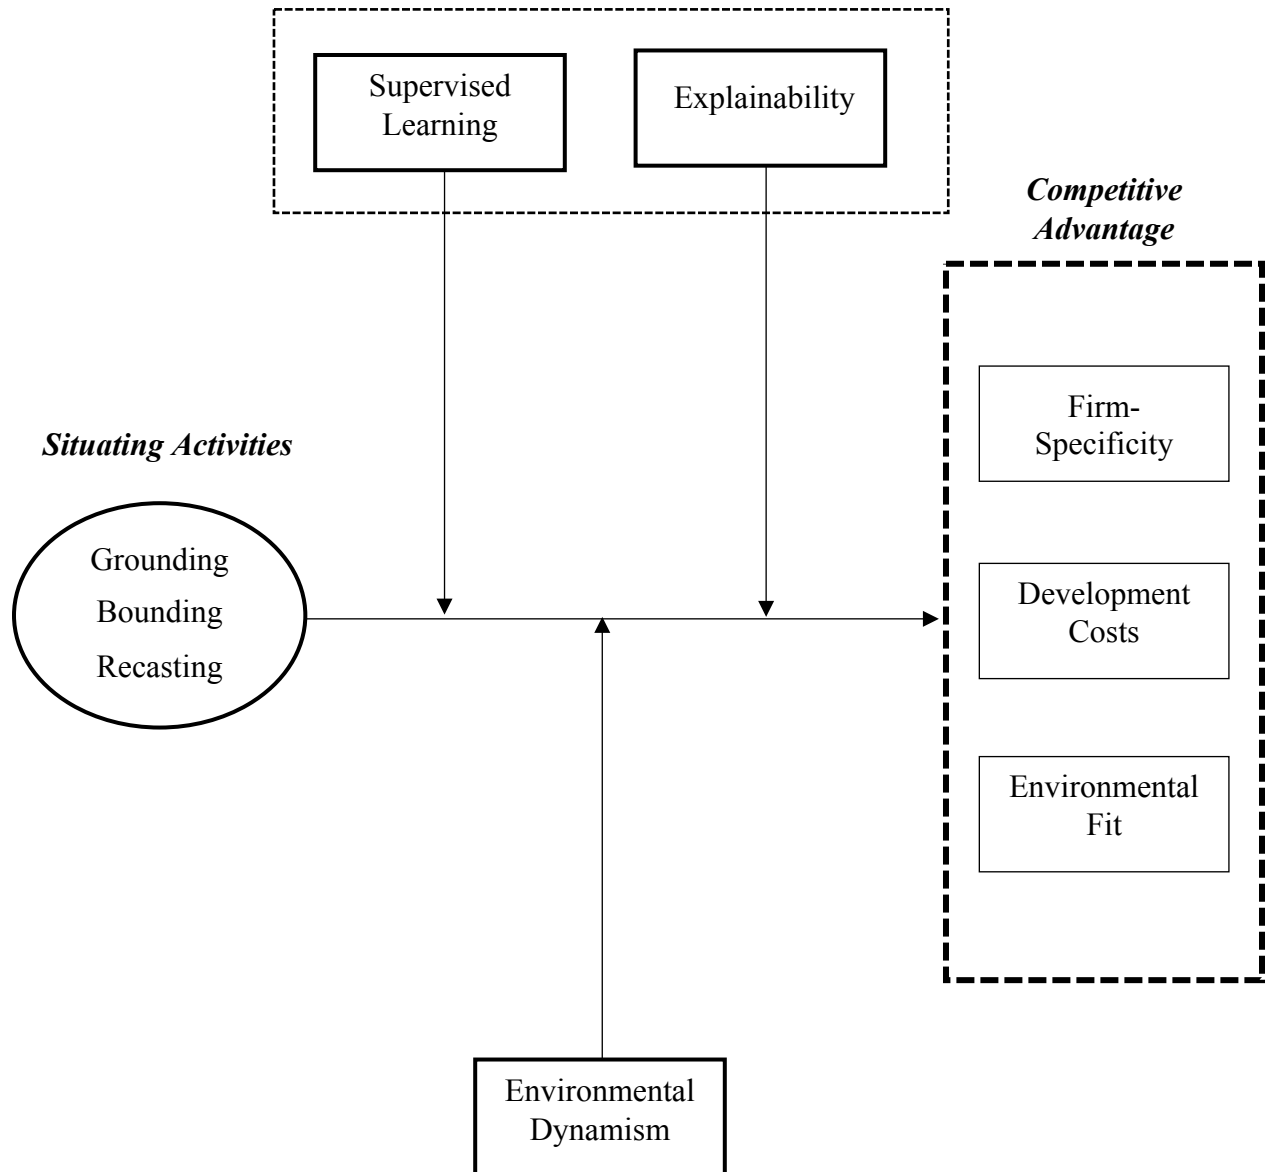 Supervised
Learning
Explainability
Competitive
Advantage
Firm-
Specificity
Situating Activities
Grounding
Bounding
Recasting
Development
Costs
Environmental
Fit
Environmental
Dynamism